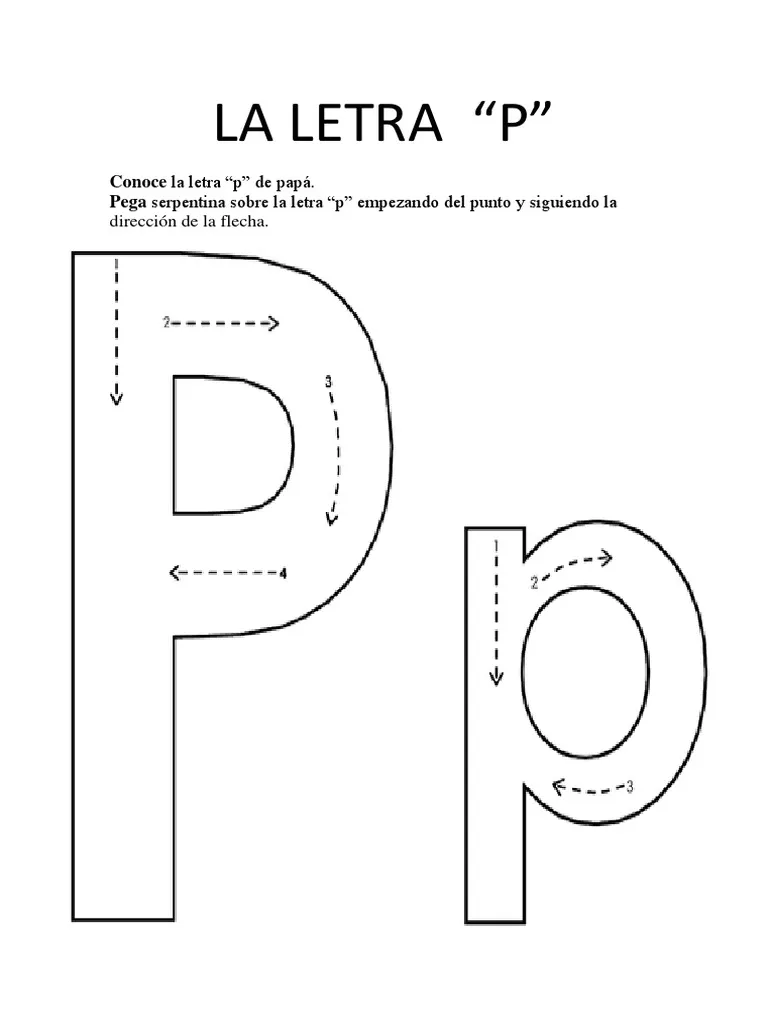 LA LETRA “P”
Conoce la letra “p” de papá.
Pega serpentina sobre la letra “p” empezando del punto y siguiendo la
dirección de la flecha.
1
2
3
4
P
1
2
3
p